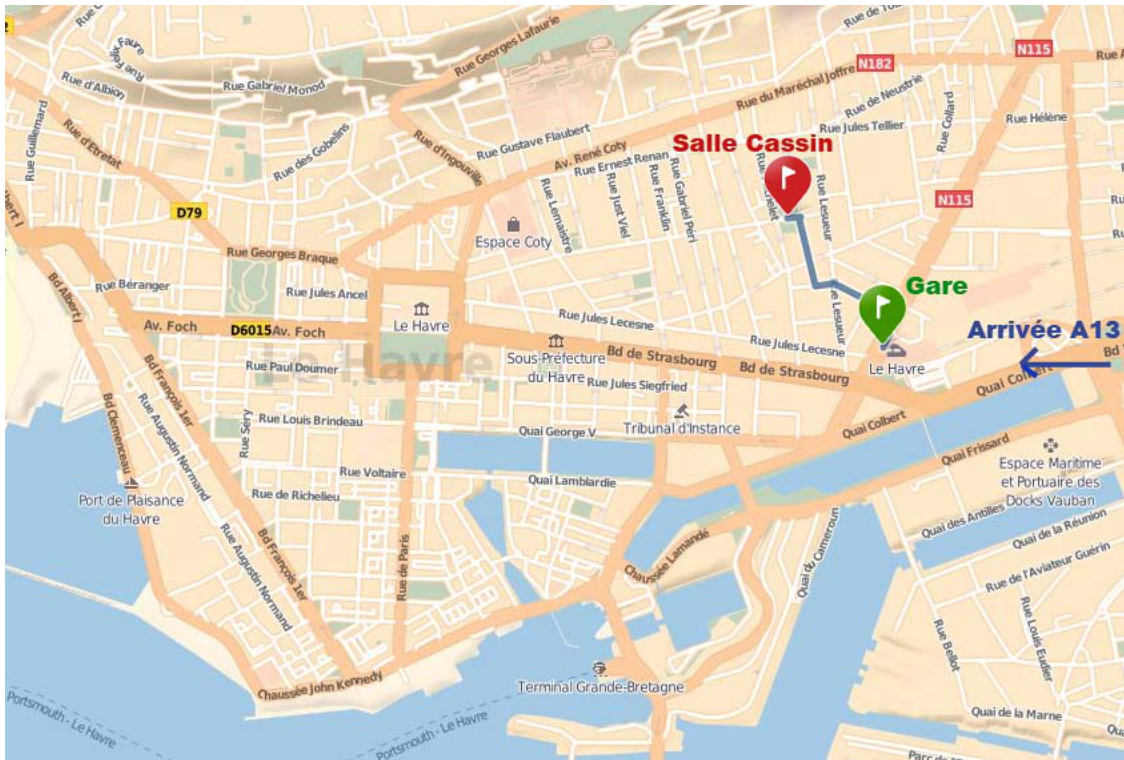 2
Rue Félix
Faure
Rue d'Albion
Rue Guillemard
Rue Gabriel Monod
Rue Georges Lafaurie
Rue du Maréchal Joffre
N182
N115
Rue de Neustrie
Rue Jules Tellier
Rue Collard
Rue Hélène
Rue d'Etretat
Rue des Gobelins
Rue d'Ingouville
Rue Gustave Flaubert
Av. René Coty
Rue Ernest Renan
Salle Cassin
Rue Lesueur
Rue Lemaistre
Rue Just Viel
Rue Franklin
Rue Gabriel Péri
N115
D79
Espace Coty
Rue Georges Braque
Bd Albert I
Rue Béranger
Rue Jules Ancel
Gare
Le Havre
Av. Foch
D6015
Av. Foch
Rue Jules Lecesne
Rue Jules Lecesne
Rue Lesueur
Arrivée A13
Le Havre
Sous-Préfecture
du Havre
Bd de Strasbourg
Bd de Strasbourg
Le Havre
Quai Colbert
Rue Paul Doumer
Rue Jules Siegfried
Bd François 1er
Rue Augustin Normand
Bd Clemenceau
Rue Séry
Rue Louis Brindeau
Quai George V
Tribunal d'Instance
Quai Colbert
Quai Frissard
Espace Maritime
et Portuaire des
Docks Vauban
Rue Voltaire
Quai Lamblardie
Port de Plaisance
du Havre
Rue de Richelieu
Quai des Antilles
Quai de la Réunion
Rue de l'Aviateur Guérin
Rue Augustin Normand
Bd François 1er
Rue de Paris
Chaussée Lamandé
Quai du Cameroun
Rue Bellot
Rue Louis Eudier
Chaussée John Kennedy
Terminal Grande-Bretagne
Quai de la Marne
Portsmouth - Le Havre
Portsmouth - Le Havre